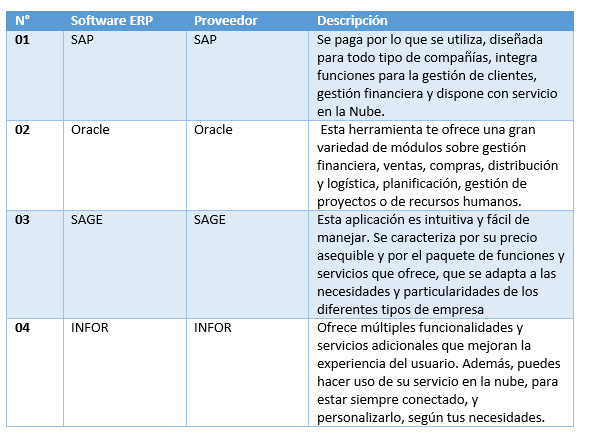 N° Software ERP Proveedor Descripción
01 SAP SAP Se paga por lo que se utiliza, diseñada
para todo tipo de compañías, integra
funciones para la gestión de clientes,
gestión financiera y dispone con servicio
en la Nube.
02 Oracle Oracle Esta herramienta te ofrece una gran
variedad de módulos sobre gestión
financiera, ventas, compras, distribución
y logística, planificación, gestión de
proyectos o de recursos humanos.
03 SAGE SAGE Esta aplicación es intuitiva y fácil de
manejar. Se caracteriza por su precio
asequible y por el paquete de funciones y
servicios que ofrece, que se adapta a las
necesidades y particularidades de los
diferentes tipos de empresa
04 INFOR INFOR Ofrece múltiples funcionalidades y
servicios adicionales que mejoran la
experiencia del usuario. Además, puedes
hacer uso de su servicio en la nube, para
estar siempre conectado, y
personalizarlo, según tus necesidades.